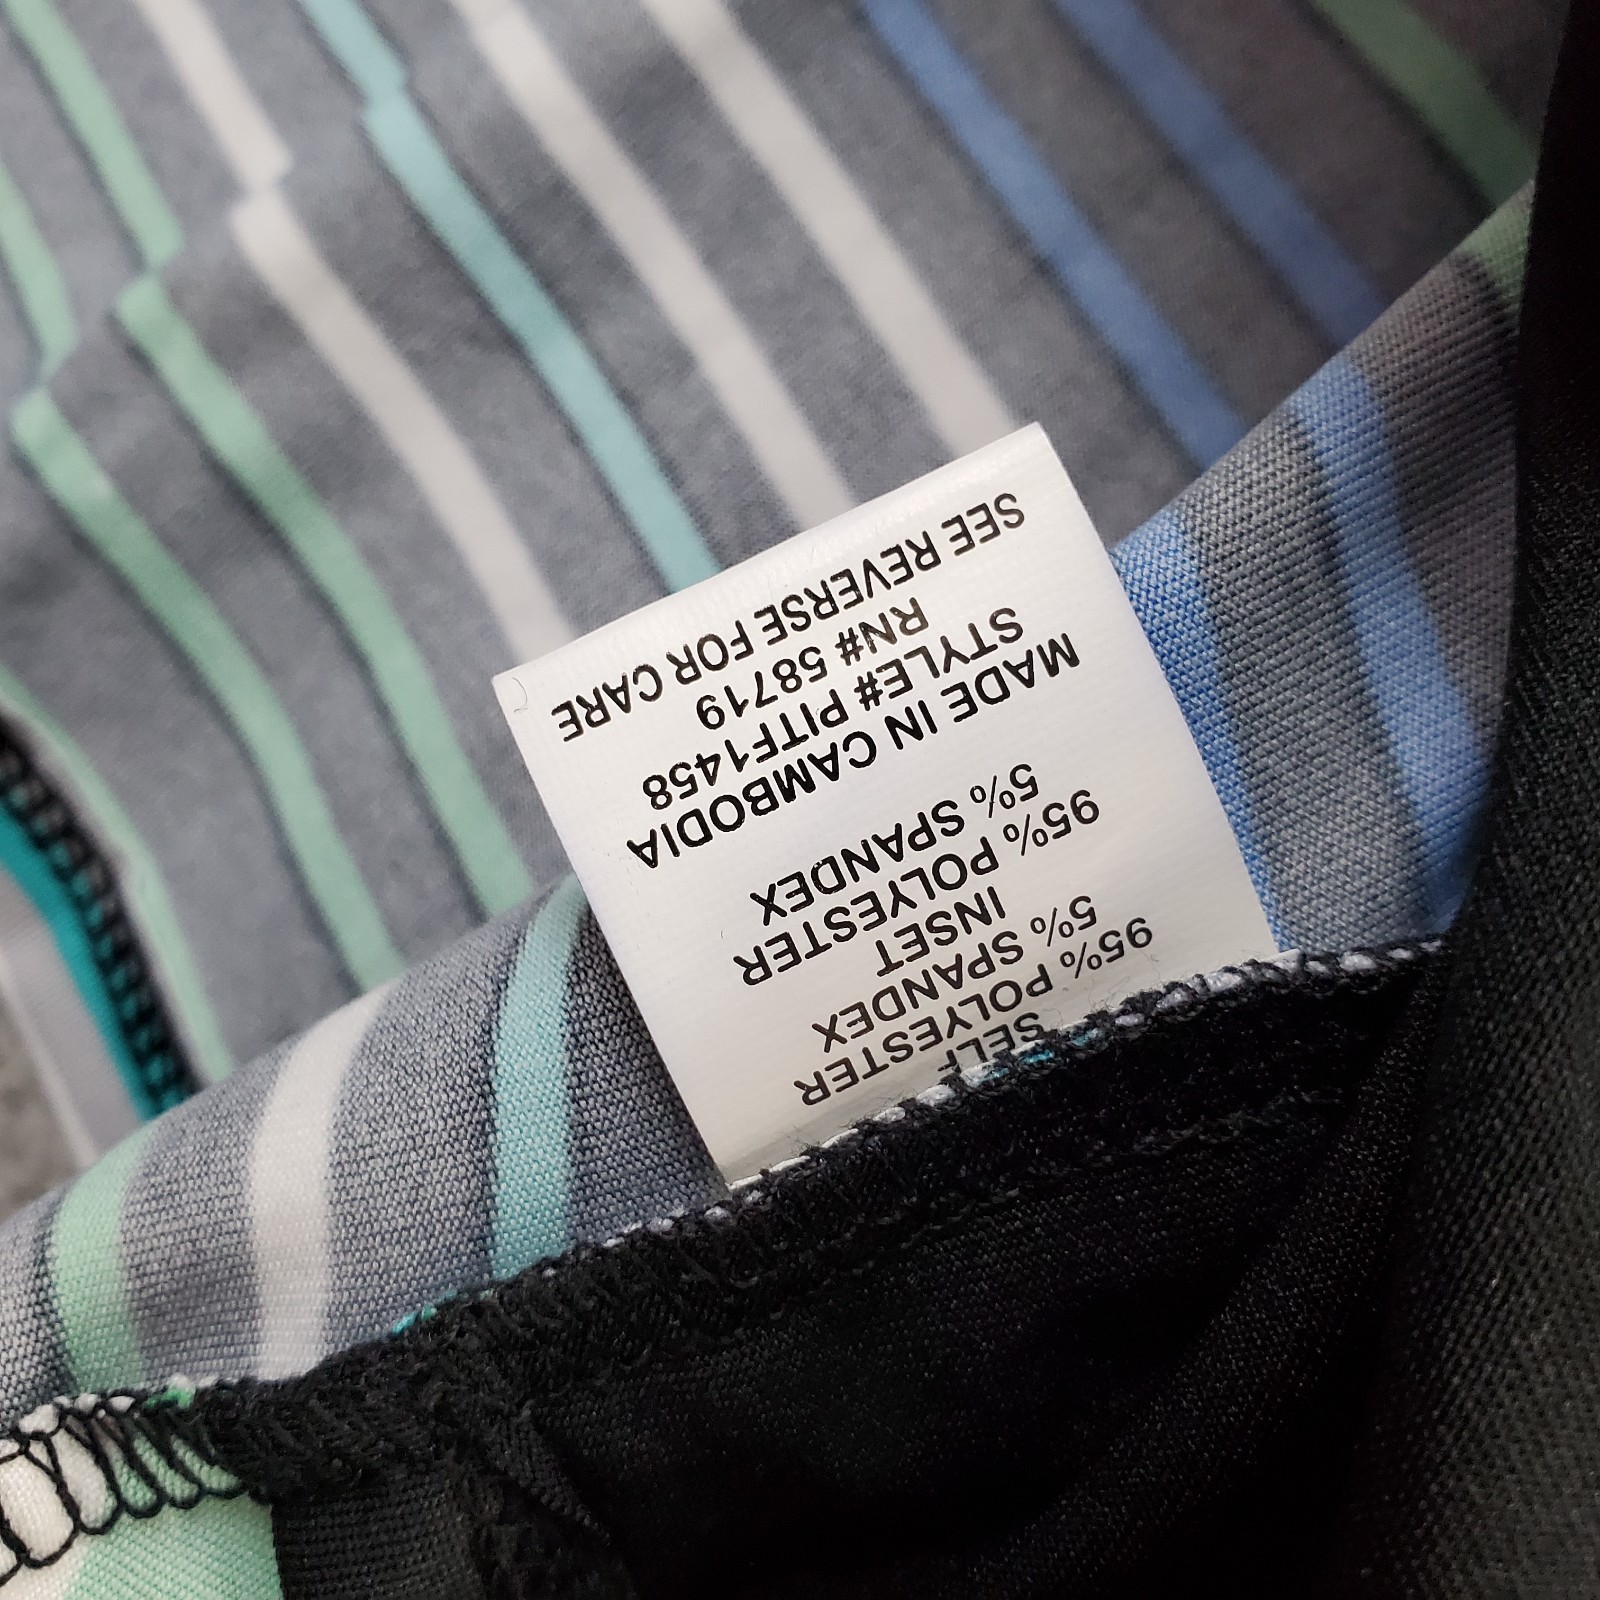 SELF
95% POLYESTER
5% SPANDEX
INSET
95% POLYESTER
5% SPANDEX
MADE IN CAMBODIA
STYLE# PITF1458
RN# 58719
SEE REVERSE FOR CARE